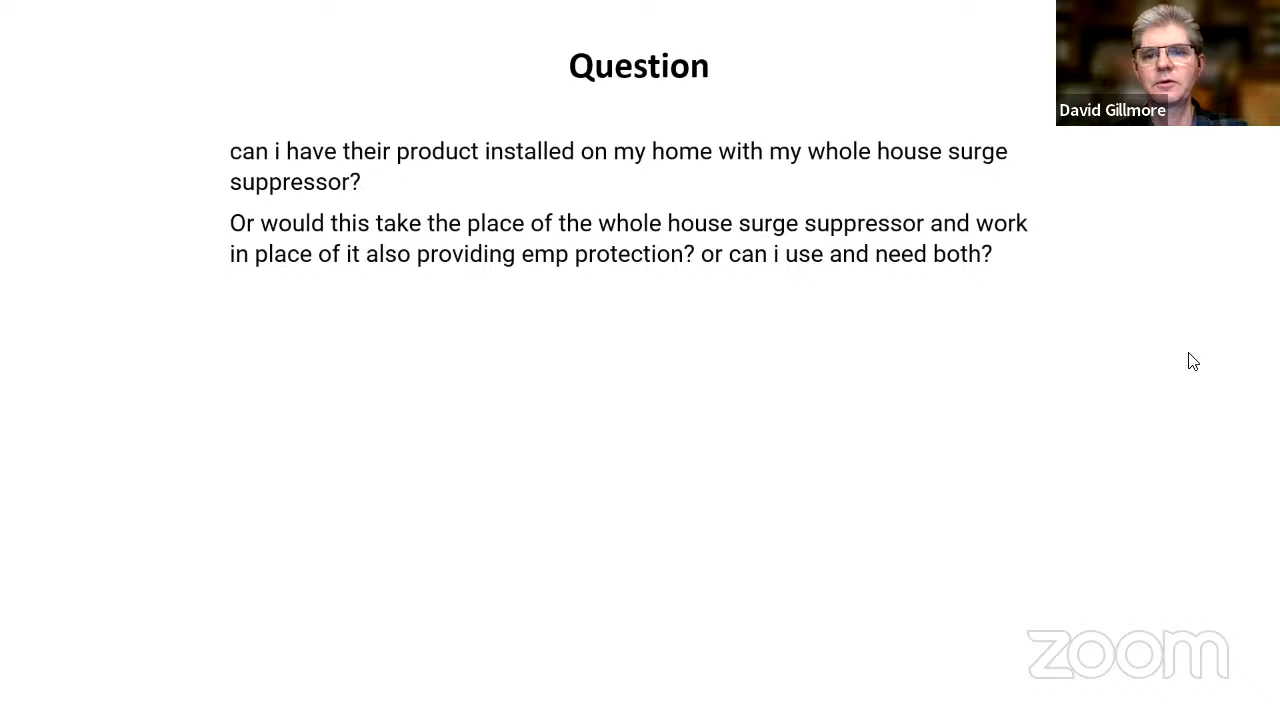 Question
David Gillmore
can i have their product installed on my home with my whole house surge
suppressor?
Or would this take the place of the whole house surge suppressor and work
in place of it also providing emp protection? or can i use and need both?
zoom